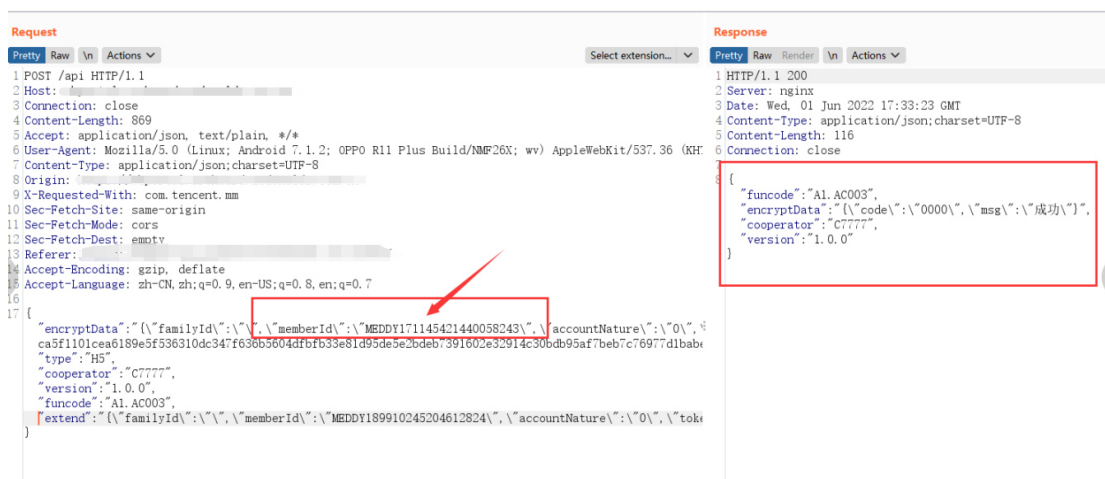 Request
Pretty Raw \n Actions
Select extension...
1 POST /api HTTP/1.1
2 Host:
3 Connection: close
4 Content-Length: 869
5 Accept: application/json, text/plain, */*
6 User-Agent: Mozilla/5.0 (Linux; Android 7.1.2; OPPO R11 Plus Build/NMF26X; wv) AppleWebKit/537.36 (KHT
7 Content-Type: application/json;charset=UTF-8
8 Origin:
9 X-Requested-With: com.tencent.mm
10 Sec-Fetch-Site: same-origin
11 Sec-Fetch-Mode: cors
12 Sec-Fetch-Dest: empty
13 Referer:
14 Accept-Encoding: gzip, deflate
15 Accept-Language: zh-CN,zh;q=0.9,en-US;q=0.8,en;q=0.7
16
17 {
"encryptData":"{\"familyId\":\"\",\"memberId\":\"MEDDY171145421440058243\",\"accountNature\":\"0\",
"type":"H5",
"cooperator":"C7777",
"version":"1.0.0",
"funcode":"A1.AC003",
"extend":"{\"familyId\":\"\",\"memberId\":\"MEDDY189910245204612824\",\"accountNature\":\"0\",\"toke
}
Response
Pretty Raw Render \n Actions
1 HTTP/1.1 200
2 Server: nginx
3 Date: Wed, 01 Jun 2022 17:33:23 GMT
4 Content-Type: application/json;charset=UTF-8
5 Content-Length: 116
6 Connection: close
7
8 {
"funcode":"A1.AC003",
"encryptData":"{\"code\":\"0000\",\"msg\":\"成功\"}",
"cooperator":"C7777",
"version":"1.0.0"
}